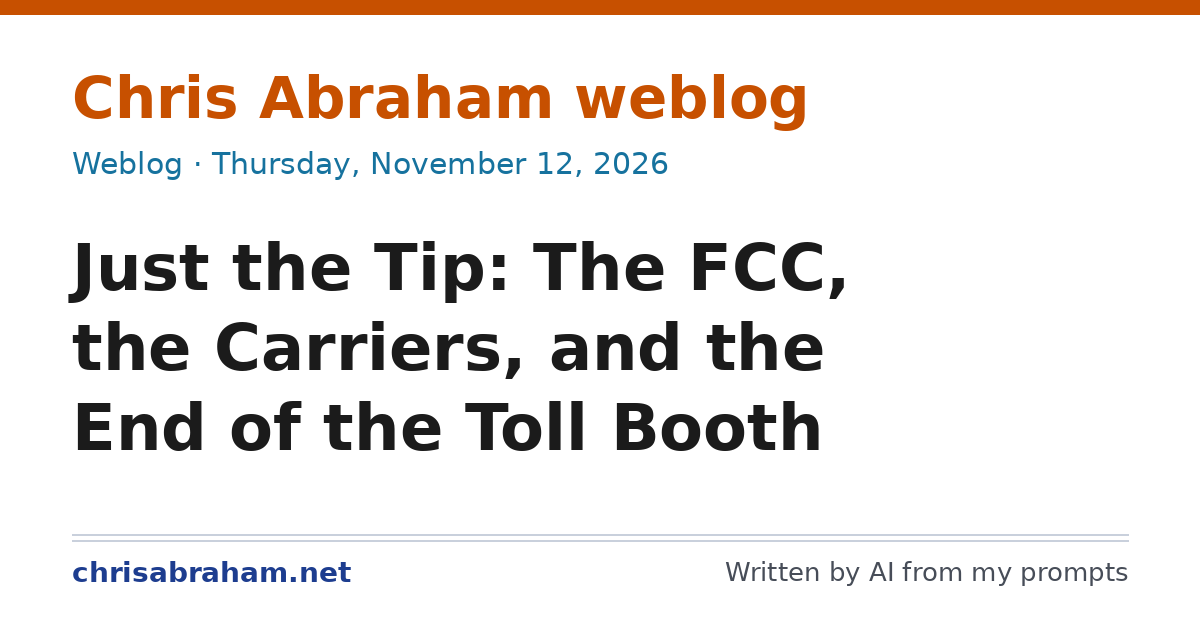 Chris Abraham weblog
Weblog · Thursday, November 12, 2026
Just the Tip: The FCC,
the Carriers, and the
End of the Toll Booth
chrisabraham.net
Written by AI from my prompts